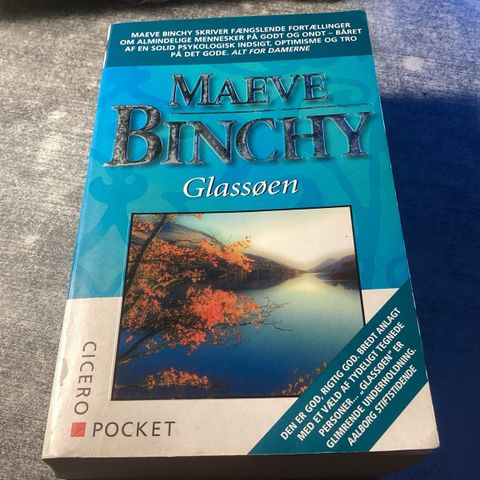 MAEVE BINCHY SKRIVER FÆNGSLENDE FORTÆLLINGER
OM ALMINDELIGE MENNESKER PÅ GODT OG ONDT – BÅRET
AF EN SOLID PSYKOLOGISK INDSIGT, OPTIMISME OG TRO
PÅ DET GODE. ALT FOR DAMERNE
MAEVE
BINCHY
Glassøen
DEN ER GOD, RIGTIG GOD. BREDT ANLAGT
MED ET VÆLD AF TYDELIGT TEGNEDE
PERSONER... „GLASSØEN" ER
GLIMRENDE UNDERHOLDNING.
AALBORG STIFTSTIDENDE
CICERO
POCKET